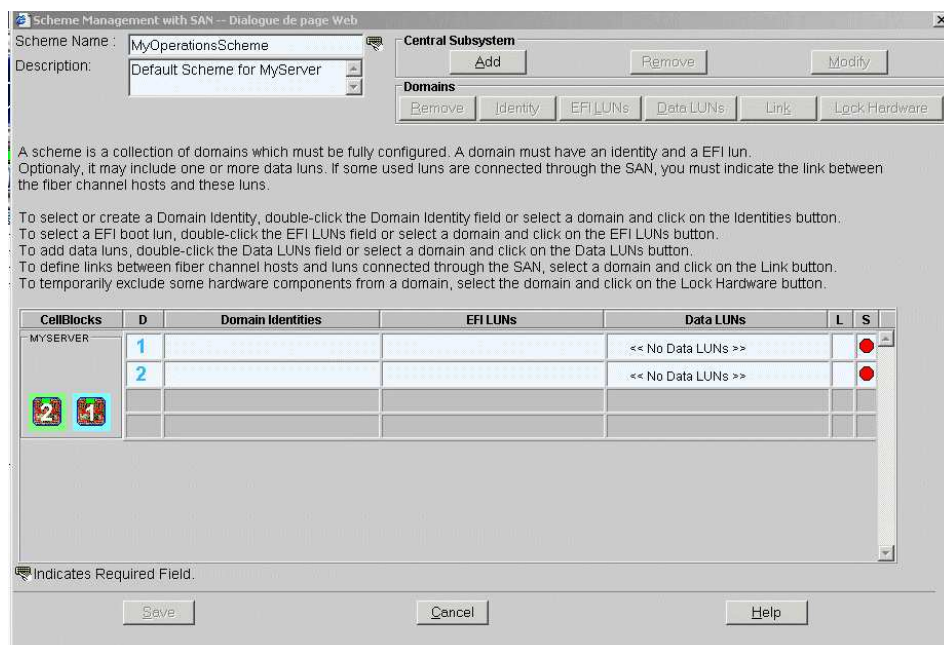 Scheme Management with SAN -- Dialogue de page Web
Scheme Name :
MyOperationsScheme
Description:
Default Scheme for MyServer
Central Subsystem
Add
Remove
Modify
Domains
Remove
Identity
EFI LUNs
Data LUNs
Link
Lock Hardware
A scheme is a collection of domains which must be fully configured. A domain must have an identity and a EFI lun.
Optionaly, it may include one or more data luns. If some used luns are connected through the SAN, you must indicate the link between
the fiber channel hosts and these luns.
To select or create a Domain Identity, double-click the Domain Identity field or select a domain and click on the Identities button.
To select a EFI boot lun, double-click the EFI LUNs field or select a domain and click on the EFI LUNs button.
To add data luns, double-click the Data LUNs field or select a domain and click on the Data LUNs button.
To define links between fiber channel hosts and luns connected through the SAN, select a domain and click on the Link button.
To temporarily exclude some hardware components from a domain, select the domain and click on the Lock Hardware button.
CellBlocks D Domain Identities EFI LUNs Data LUNs L S
MYSERVER
1 << No Data LUNs >>
2 << No Data LUNs >>
2 1
Indicates Required Field.
Save
Cancel
Help